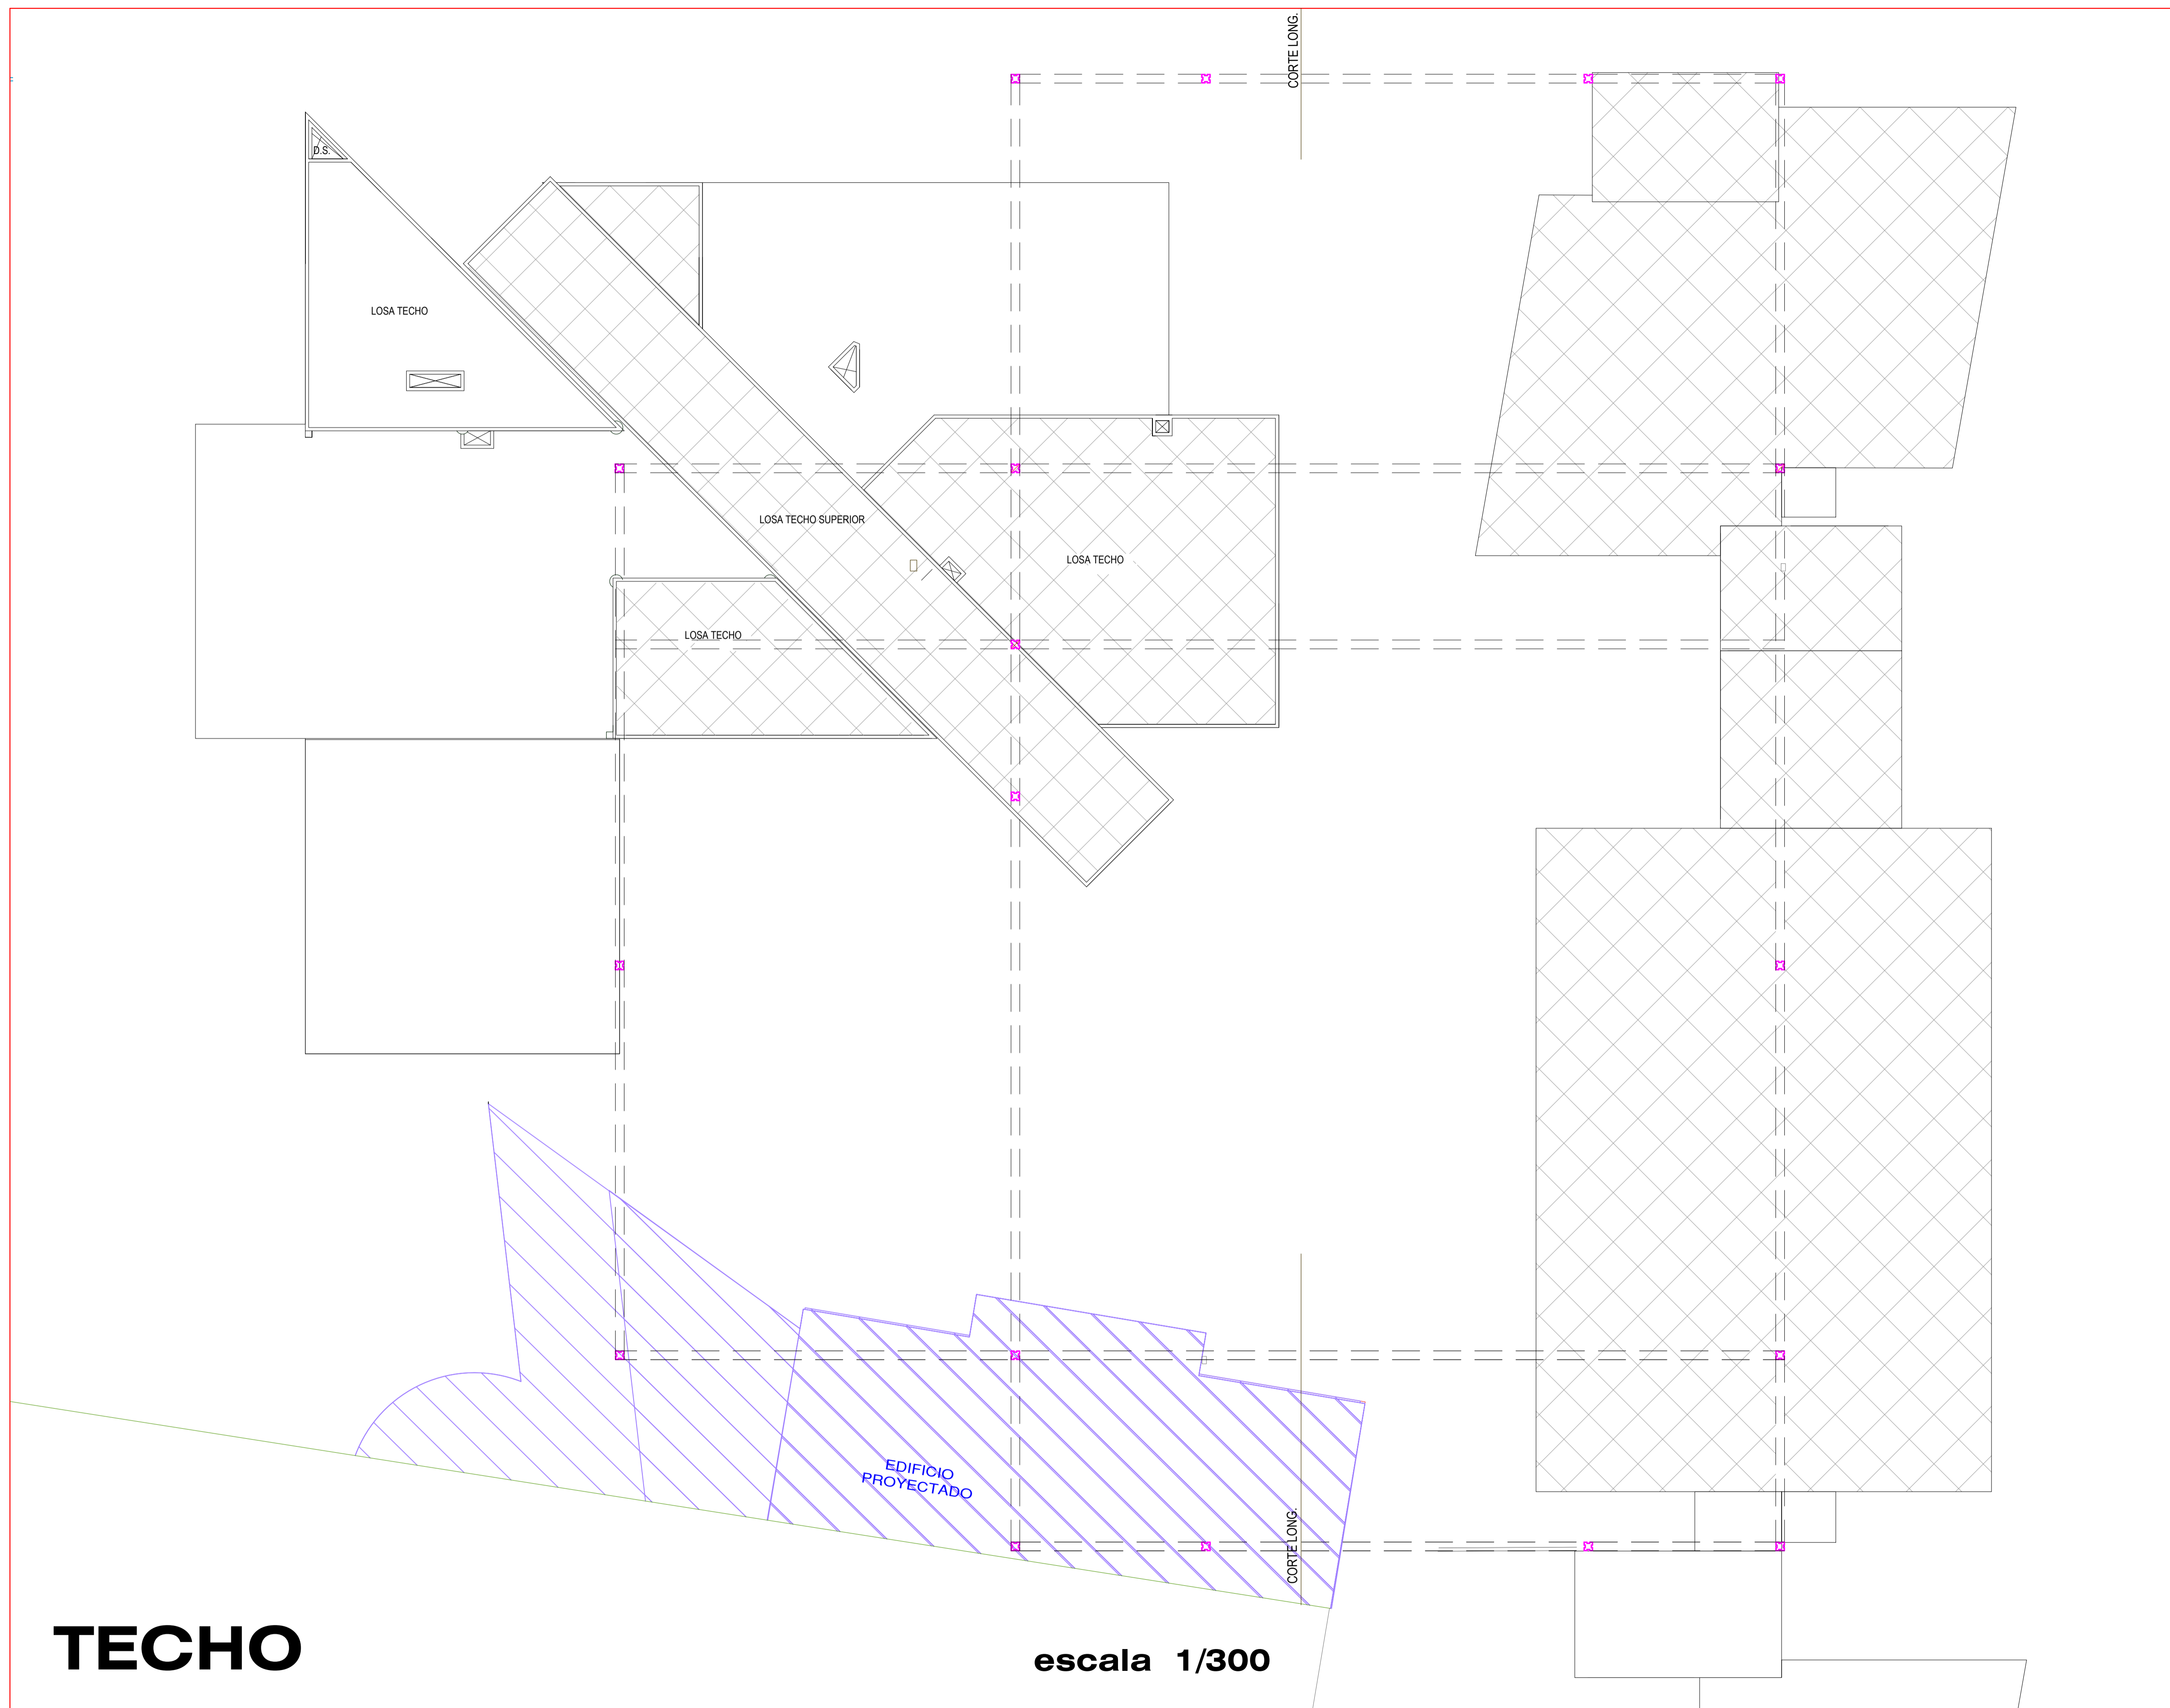 CORTE LONG.
D.S.
LOSA TECHO
LOSA TECHO SUPERIOR
LOSA TECHO
LOSA TECHO
EDIFICIO
PROYECTADO
CORTE LONG.
TECHO
escala 1/300